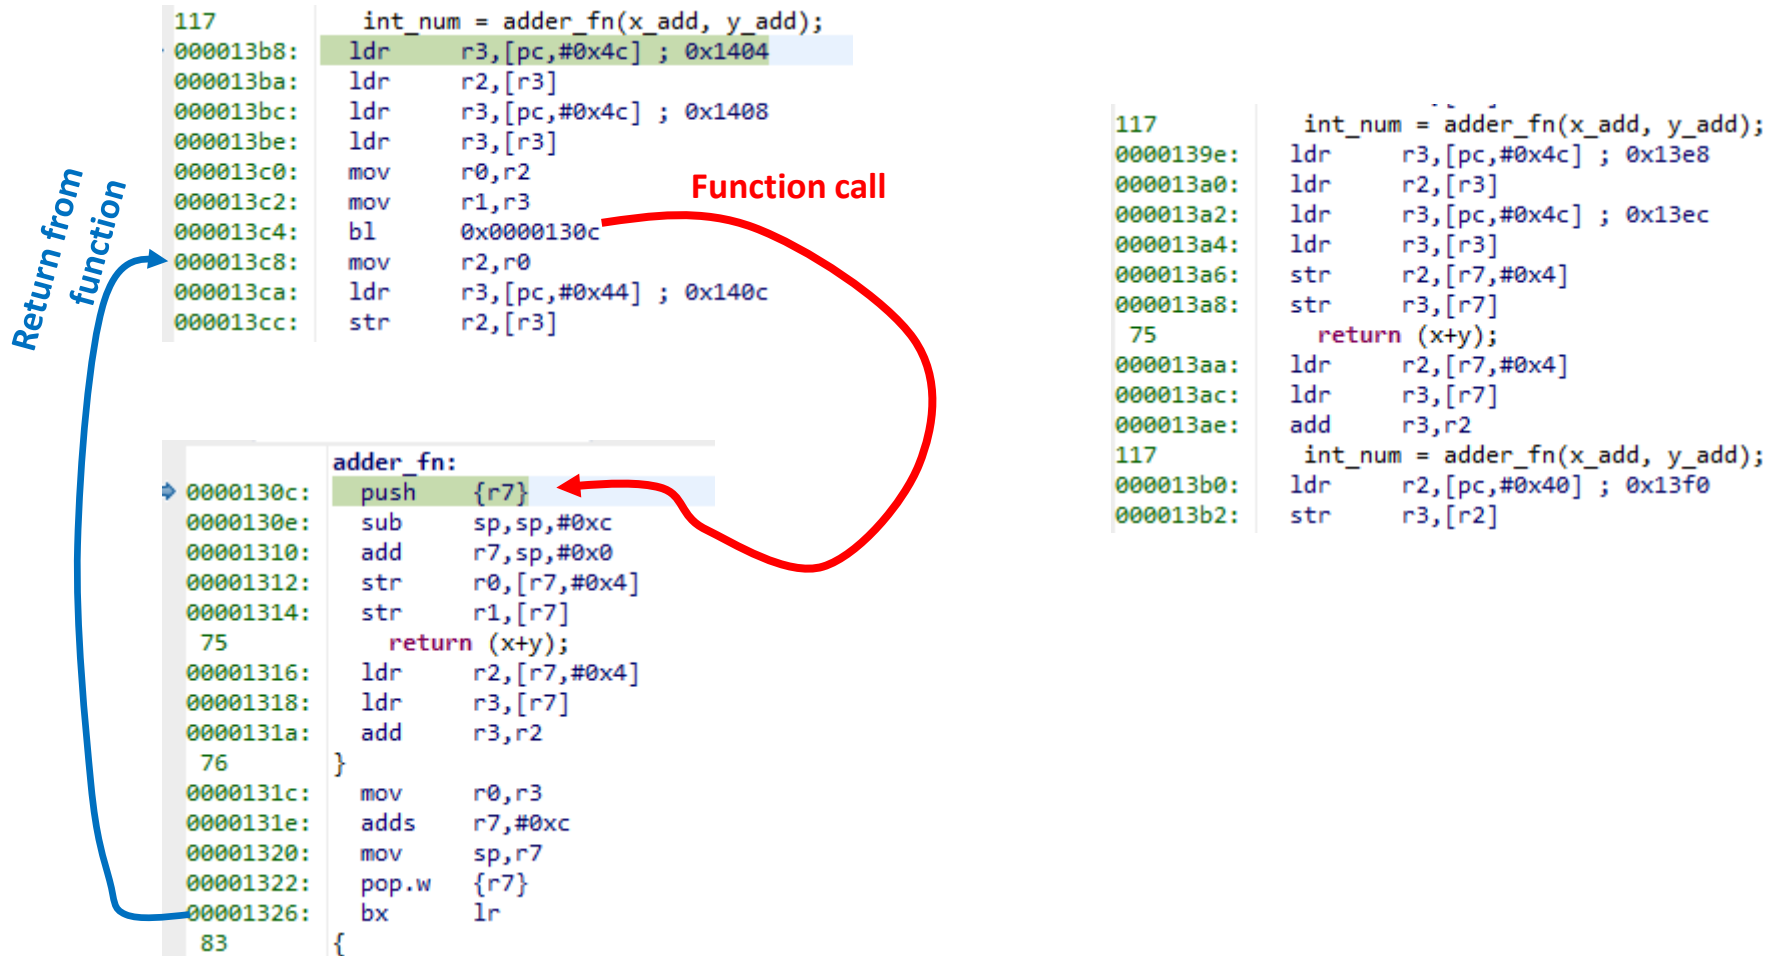 117 int_num = adder_fn(x_add, y_add);
000013b8: ldr r3,[pc,#0x4c] ; 0x1404
000013ba: ldr r2,[r3]
000013bc: ldr r3,[pc,#0x4c] ; 0x1408
000013be: ldr r3,[r3]
000013c0: mov r0,r2
000013c2: mov r1,r3
000013c4: bl 0x0000130c
000013c8: mov r2,r0
000013ca: ldr r3,[pc,#0x44] ; 0x140c
000013cc: str r2,[r3]
Function call
Return from
function
adder_fn:
0000130c: push {r7}
0000130e: sub sp,sp,#0xc
00001310: add r7,sp,#0x0
00001312: str r0,[r7,#0x4]
00001314: str r1,[r7]
75 return (x+y);
00001316: ldr r2,[r7,#0x4]
00001318: ldr r3,[r7]
0000131a: add r3,r2
76 }
0000131c: mov r0,r3
0000131e: adds r7,#0xc
00001320: mov sp,r7
00001322: pop.w {r7}
00001326: bx lr
83 {
117 int_num = adder_fn(x_add, y_add);
0000139e: ldr r3,[pc,#0x4c] ; 0x13e8
000013a0: ldr r2,[r3]
000013a2: ldr r3,[pc,#0x4c] ; 0x13ec
000013a4: ldr r3,[r3]
000013a6: str r2,[r7,#0x4]
000013a8: str r3,[r7]
75 return (x+y);
000013aa: ldr r2,[r7,#0x4]
000013ac: ldr r3,[r7]
000013ae: add r3,r2
117 int_num = adder_fn(x_add, y_add);
000013b0: ldr r2,[pc,#0x40] ; 0x13f0
000013b2: str r3,[r2]